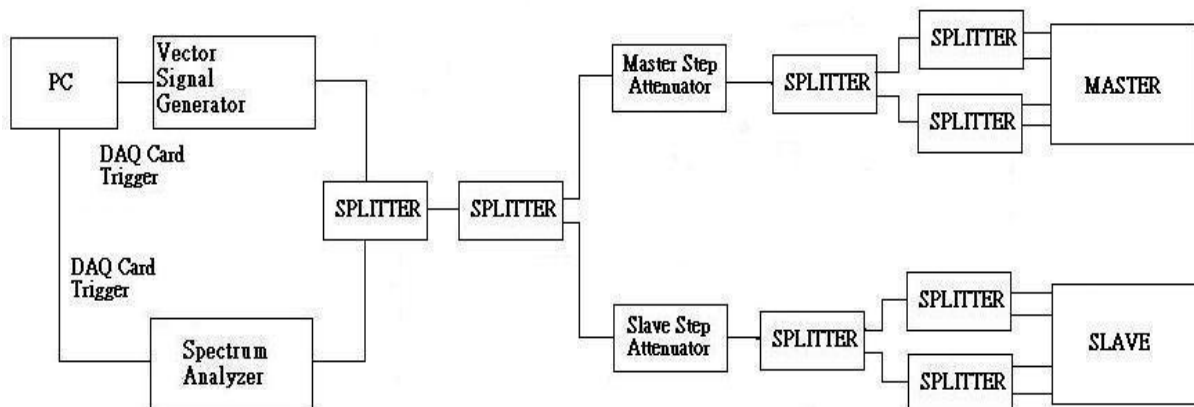 PC
Vector
Signal
Generator
DAQ Card
Trigger
DAQ Card
Trigger
Spectrum
Analyzer
SPLITTER
SPLITTER
Master Step
Attenuator
SPLITTER
SPLITTER
SPLITTER
MASTER
Slave Step
Attenuator
SPLITTER
SPLITTER
SPLITTER
SLAVE